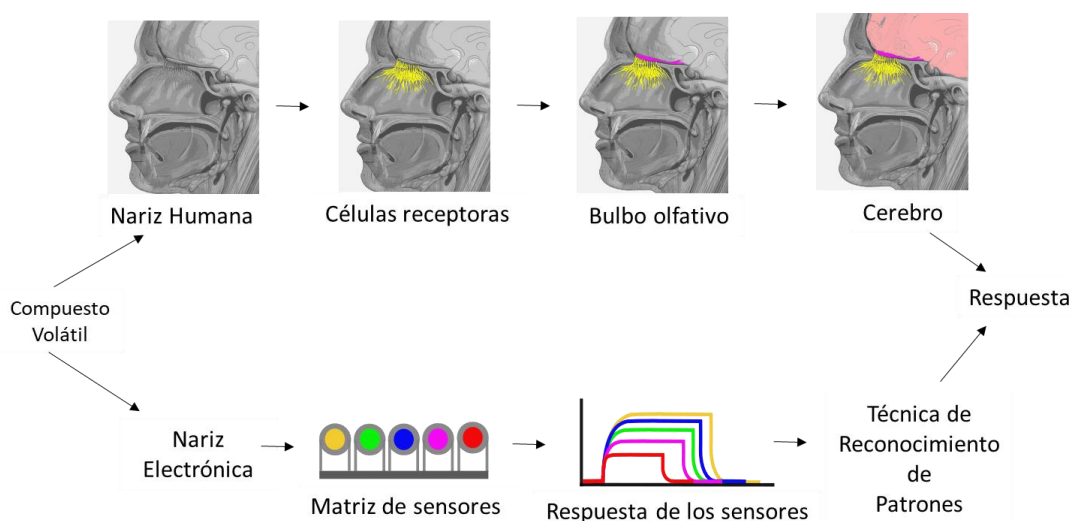 Nariz Humana
Células receptoras
Bulbo olfativo
Cerebro
Compuesto
Volátil
Respuesta
Nariz
Electrónica
Matriz de sensores
Respuesta de los sensores
Técnica de
Reconocimiento
de
Patrones